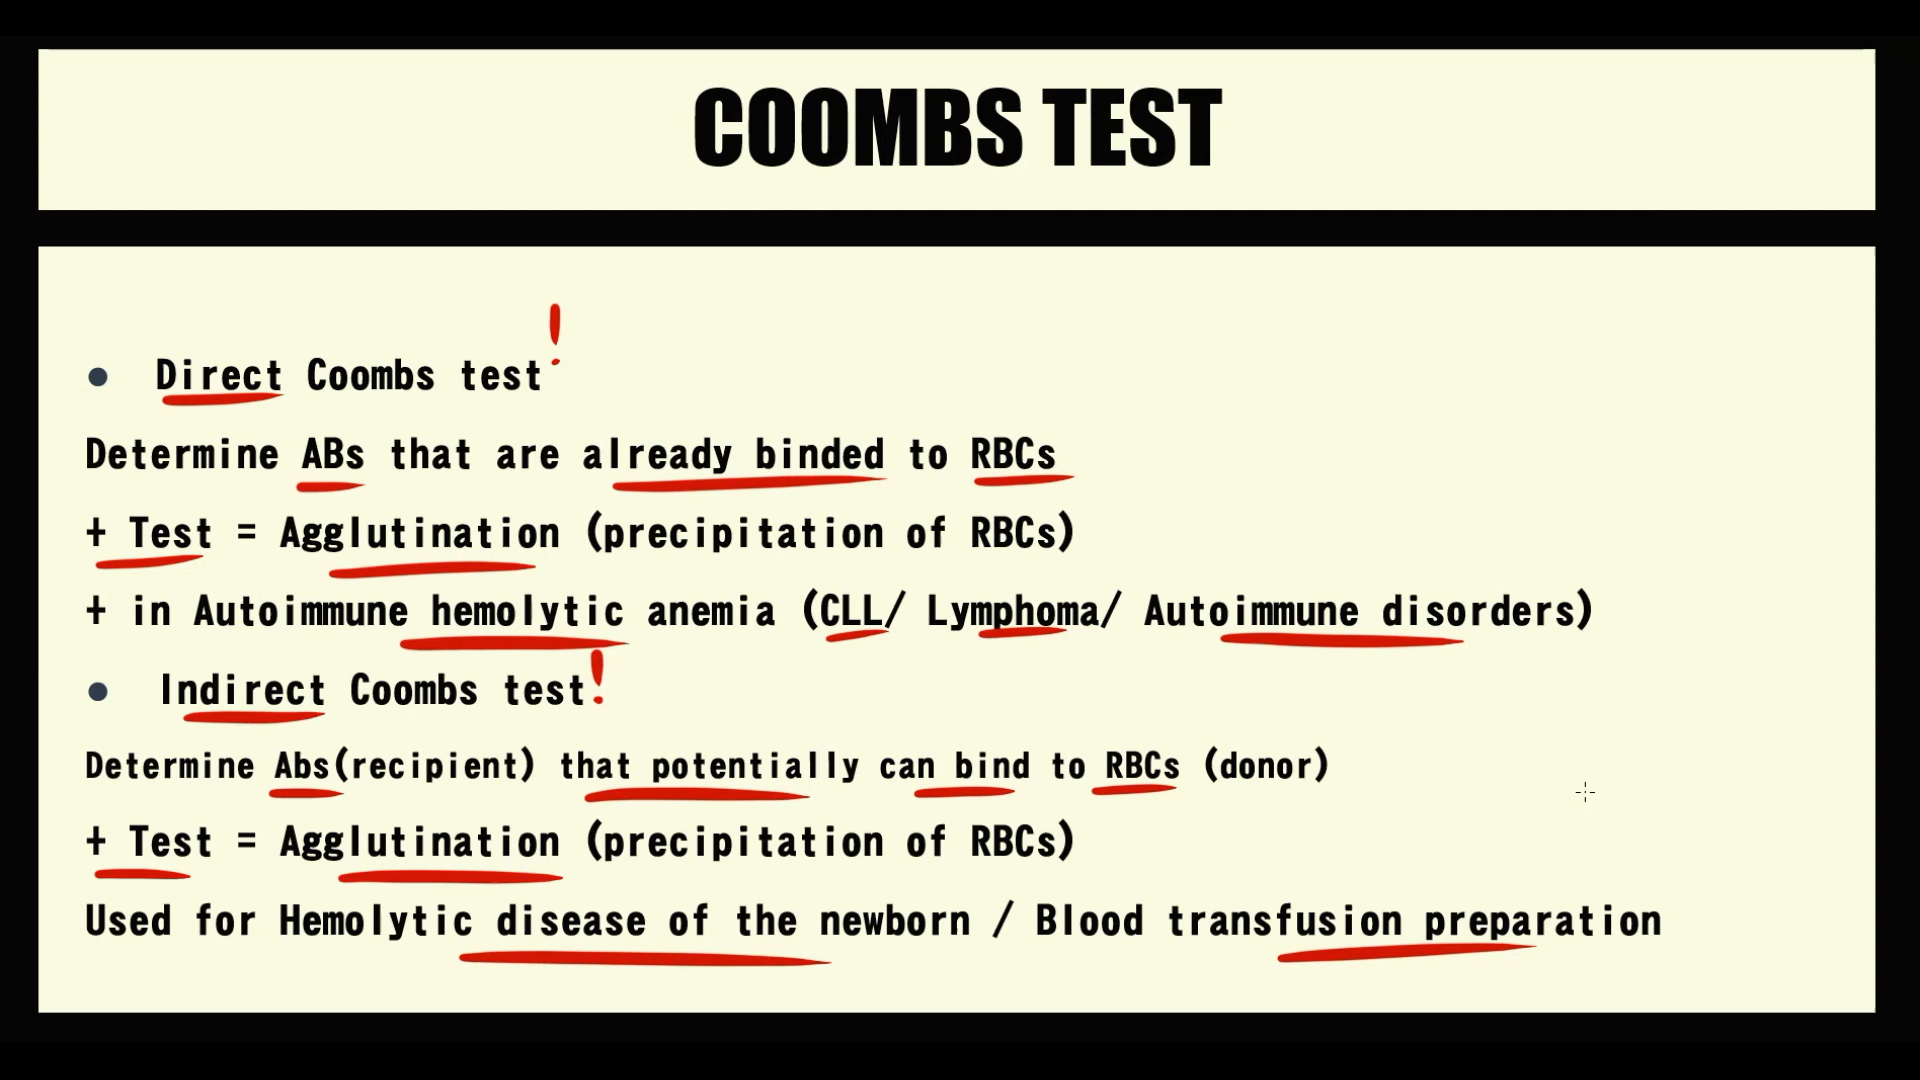 COOMBS TEST
● Direct Coombs test!
Determine ABs that are already binded to RBCs
+ Test = Agglutination (precipitation of RBCs)
+ in Autoimmune hemolytic anemia (CLL/ Lymphoma/ Autoimmune disorders)
● Indirect Coombs test!
Determine Abs(recipient) that potentially can bind to RBCs (donor)
+ Test = Agglutination (precipitation of RBCs)
Used for Hemolytic disease of the newborn / Blood transfusion preparation